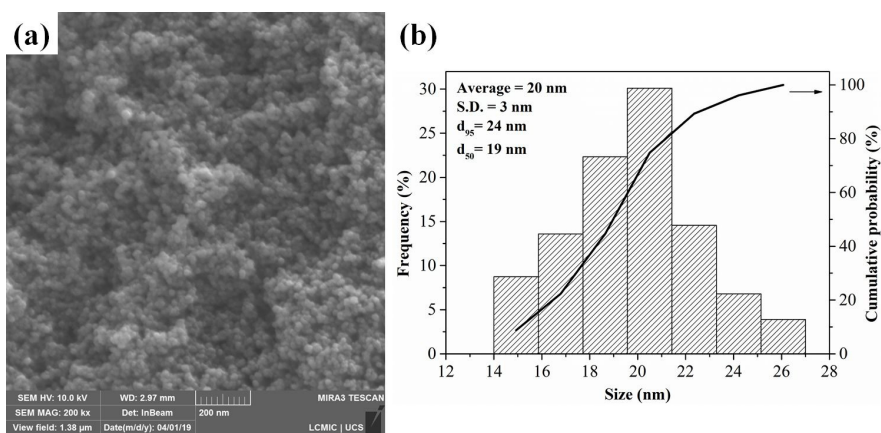 (a)
SEM HV: 10.0 kV WD: 2.97 mm MIRA3 TESCAN
SEM MAG: 200 kx Det: InBeam 200 nm
View field: 1.38 µm Date(m/d/y): 04/01/19 LCMIC | UCS
(b)
Average = 20 nm
S.D. = 3 nm
d95 = 24 nm
d50 = 19 nm
Frequency (%)
30
25
20
15
10
5
0
12 14 16 18 20 22 24 26 28
Size (nm)
100
80
60
40
20
0
Cumulative probability (%)